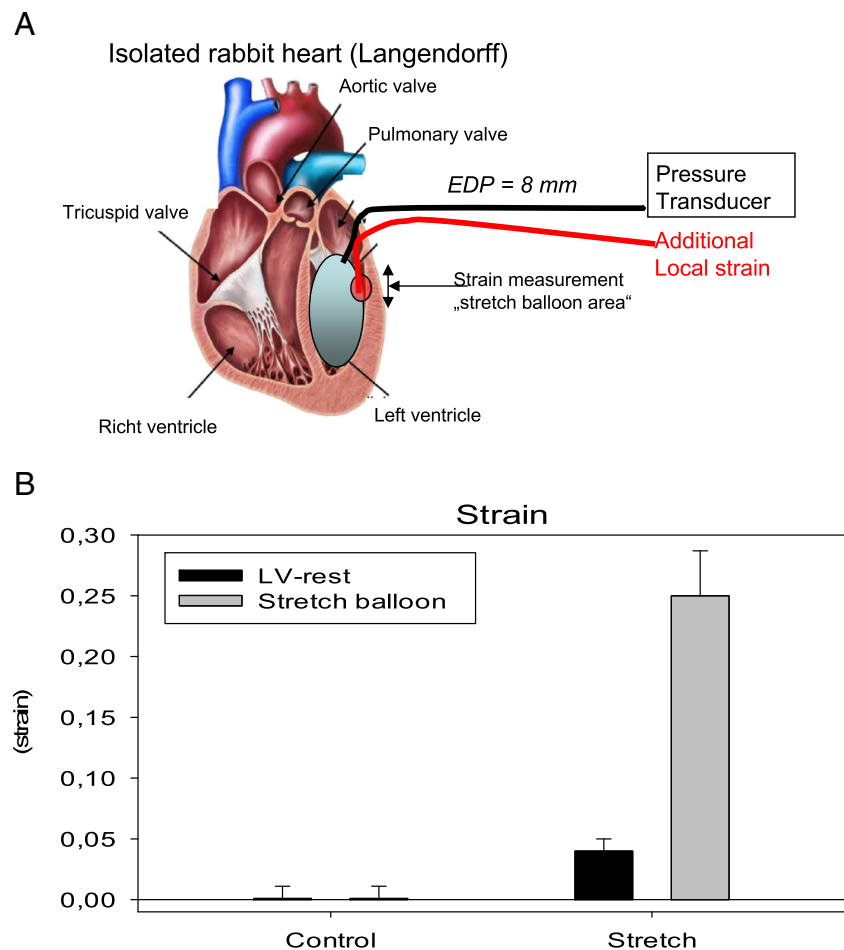 A
Isolated rabbit heart (Langendorff)
Aortic valve
Pulmonary valve
EDP = 8 mm
Pressure
Transducer
Tricuspid valve
Additional
Local strain
Strain measurement
„stretch balloon area“
Left ventricle
Richt ventricle
B
Strain
0,30
LV-rest
Stretch balloon
0,25
0,20
0,15
0,10
0,05
0,00
(strain)
Control
Stretch